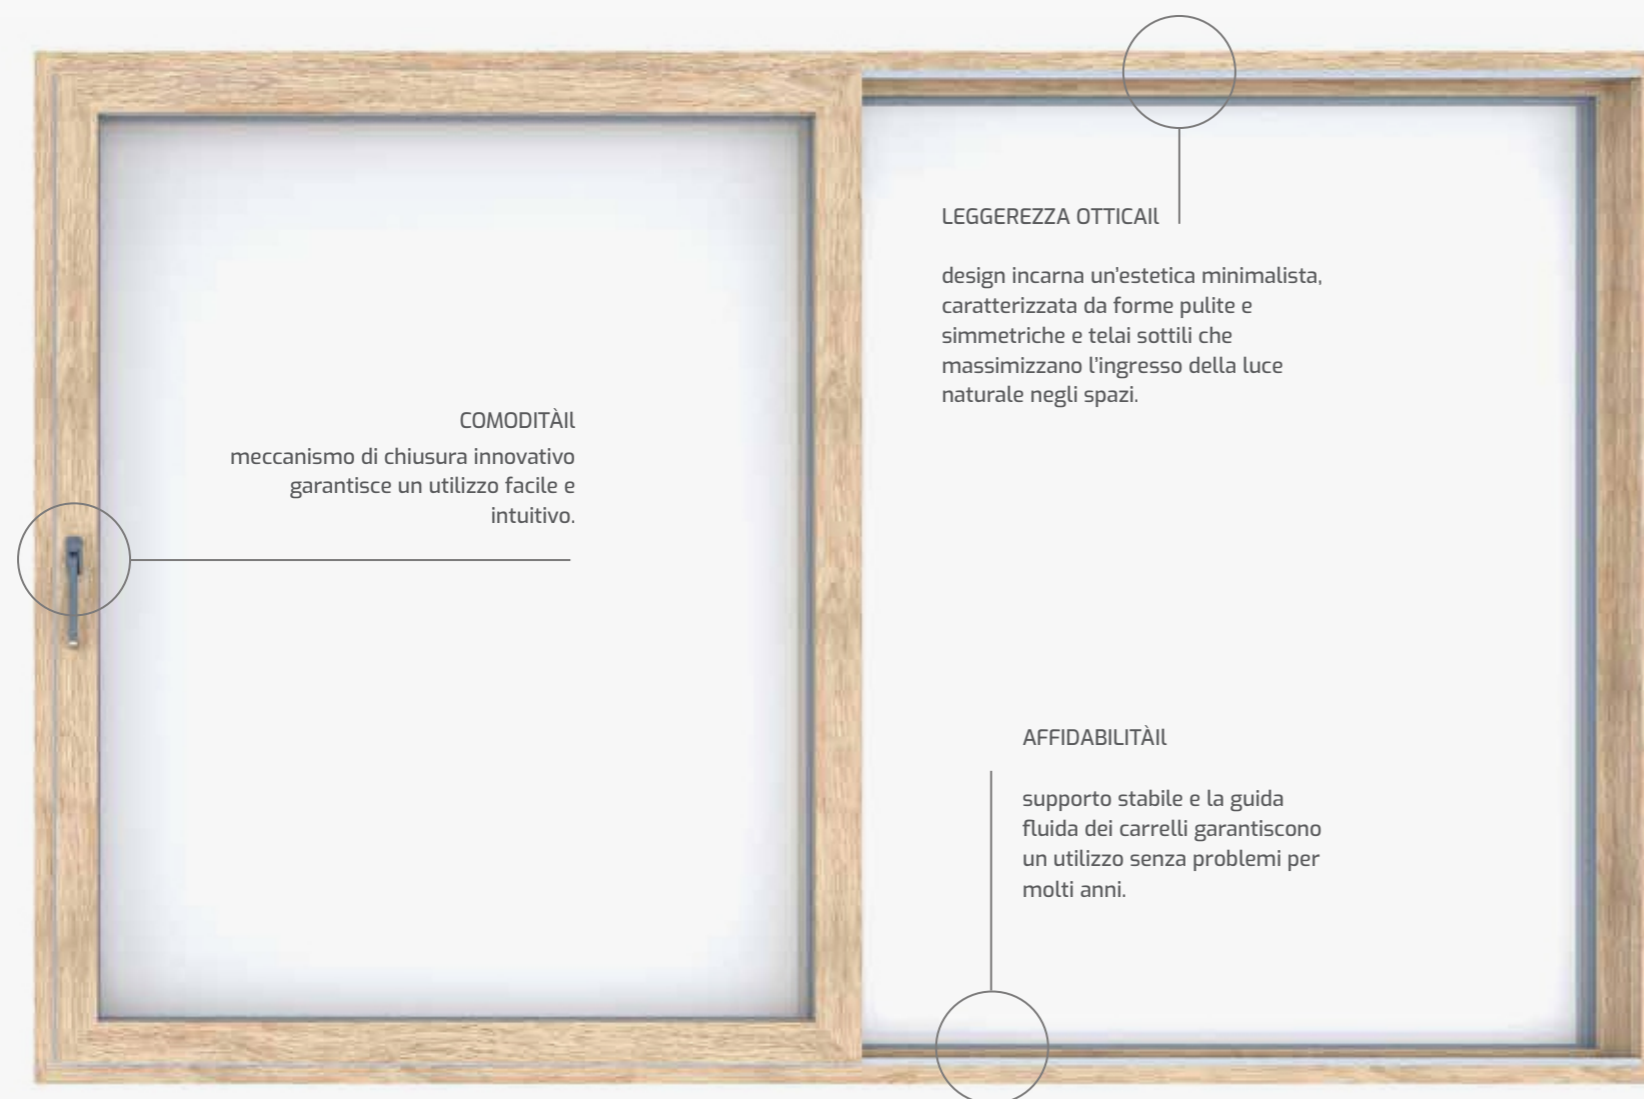 LEGGEREZZA OTTICAIl
design incarna un'estetica minimalista,
caratterizzata da forme pulite e
simmetriche e telai sottili che
massimizzano l'ingresso della luce
naturale negli spazi.
COMODITÀIl
meccanismo di chiusura innovativo
garantisce un utilizzo facile e
intuitivo.
AFFIDABILITÀIl
supporto stabile e la guida
fluida dei carrelli garantiscono
un utilizzo senza problemi per
molti anni.